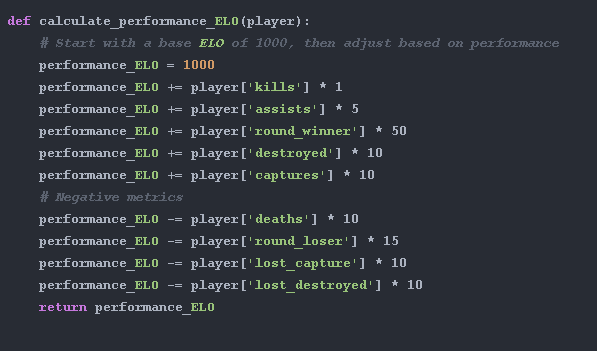 def calculate_performance_ELO(player):
    # Start with a base ELO of 1000, then adjust based on performance
    performance_ELO = 1000
    performance_ELO += player['kills'] * 1
    performance_ELO += player['assists'] * 5
    performance_ELO += player['round_winner'] * 50
    performance_ELO += player['destroyed'] * 10
    performance_ELO += player['captures'] * 10
    # Negative metrics
    performance_ELO -= player['deaths'] * 10
    performance_ELO -= player['round_loser'] * 15
    performance_ELO -= player['lost_capture'] * 10
    performance_ELO -= player['lost_destroyed'] * 10
    return performance_ELO